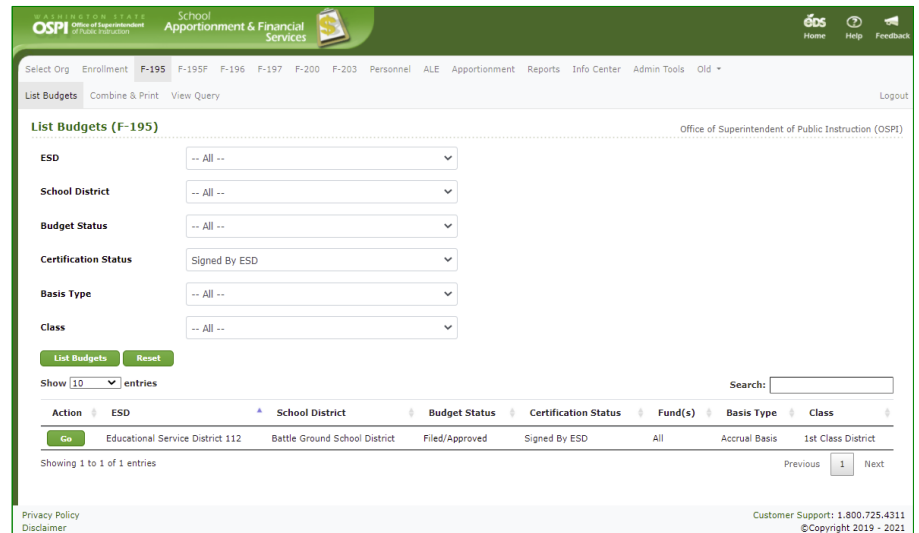 WASHINGTON STATE
OSPI Office of Superintendent of Public Instruction
School
Apportionment & Financial
Services
EDS
Home Help Feedback
Select Org Enrollment F-195 F-195F F-196 F-197 F-200 F-203 Personnel ALE Apportionment Reports Info Center Admin Tools Old
List Budgets Combine & Print View Query Logout
List Budgets (F-195) Office of Superintendent of Public Instruction (OSPI)
ESD -- All --
School District -- All --
Budget Status -- All --
Certification Status Signed By ESD
Basis Type -- All --
Class -- All --
List Budgets Reset
Show 10 entries Search:
Action ESD School District Budget Status Certification Status Fund(s) Basis Type Class
Go Educational Service District 112 Battle Ground School District Filed/Approved Signed By ESD All Accrual Basis 1st Class District
Showing 1 to 1 of 1 entries Previous 1 Next
Privacy Policy Customer Support: 1.800.725.4311
Disclaimer ©Copyright 2019 - 2021